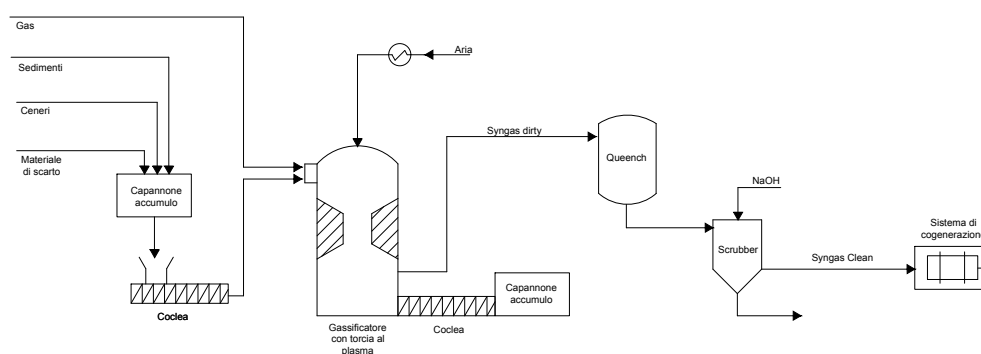 Gas
Aria
Sedimenti
Ceneri
Syngas dirty
Queench
Materiale
di scarto
NaOH
Capannone
accumulo
Sistema di
cogenerazione
Scrubber
Syngas Clean
Capannone
accumulo
Coclea
Gassificatore
con torcia al
plasma
Coclea